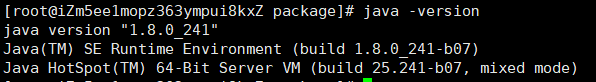 [root@iZm5ee1mopz363ympui8kxZ package]# java -version
java version "1.8.0_241"
Java(TM) SE Runtime Environment (build 1.8.0_241-b07)
Java HotSpot(TM) 64-Bit Server VM (build 25.241-b07, mixed mode)